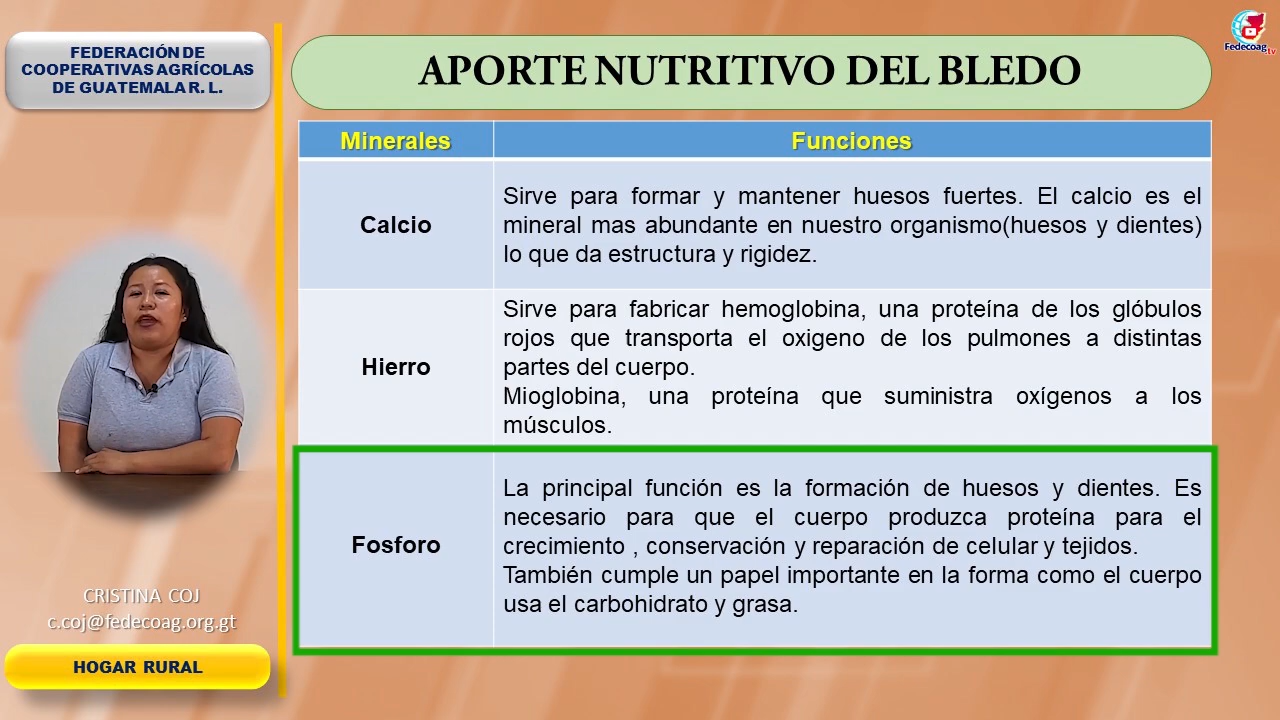 FEDERACIÓN DE
COOPERATIVAS AGRÍCOLAS
DE GUATEMALA R. L.
APORTE NUTRITIVO DEL BLEDO
Fedecoag tv
Minerales
Funciones
Calcio
Sirve para formar y mantener huesos fuertes. El calcio es el
mineral mas abundante en nuestro organismo(huesos y dientes)
lo que da estructura y rigidez.
Hierro
Sirve para fabricar hemoglobina, una proteína de los glóbulos
rojos que transporta el oxigeno de los pulmones a distintas
partes del cuerpo.
Mioglobina, una proteína que suministra oxígenos a los
músculos.
Fosforo
La principal función es la formación de huesos y dientes. Es
necesario para que el cuerpo produzca proteína para el
crecimiento , conservación y reparación de celular y tejidos.
También cumple un papel importante en la forma como el cuerpo
usa el carbohidrato y grasa.
CRISTINA COJ
c.coj@fedecoag.org.gt
HOGAR RURAL